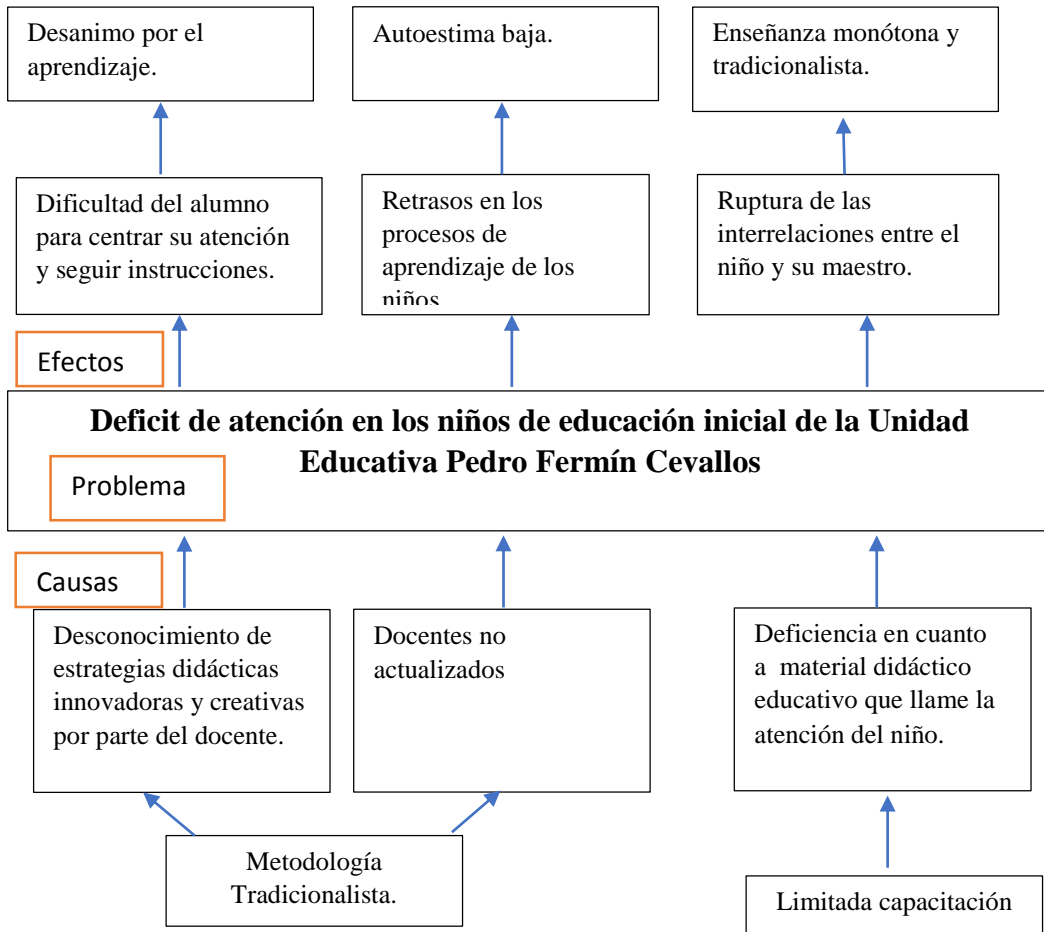 Desanimo por el
aprendizaje.
Autoestima baja.
Enseñanza monótona y
tradicionalista.
Dificultad del alumno
para centrar su atención
y seguir instrucciones.
Retrasos en los
procesos de
aprendizaje de los
niños
Ruptura de las
interrelaciones entre el
niño y su maestro.
Efectos
Deficit de atención en los niños de educación inicial de la Unidad
Educativa Pedro Fermín Cevallos
Problema
Causas
Desconocimiento de
estrategias didácticas
innovadoras y creativas
por parte del docente.
Docentes no
actualizados
Deficiencia en cuanto
a material didáctico
educativo que llame la
atención del niño.
Metodología
Tradicionalista.
Limitada capacitación